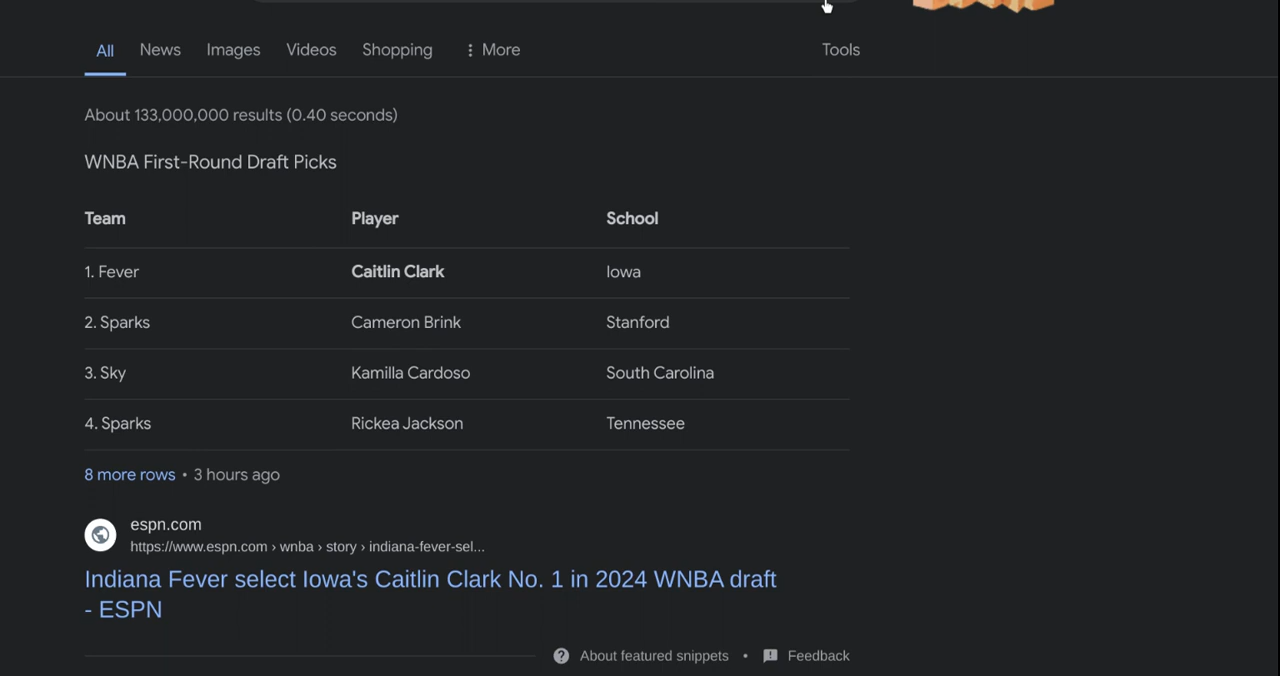 All News Images Videos Shopping More Tools
About 133,000,000 results (0.40 seconds)
WNBA First-Round Draft Picks
Team Player School
1. Fever Caitlin Clark Iowa
2. Sparks Cameron Brink Stanford
3. Sky Kamilla Cardoso South Carolina
4. Sparks Rickea Jackson Tennessee
8 more rows • 3 hours ago
espn.com
https://www.espn.com › wnba › story › indiana-fever-sel...
Indiana Fever select Iowa's Caitlin Clark No. 1 in 2024 WNBA draft
- ESPN
About featured snippets • Feedback